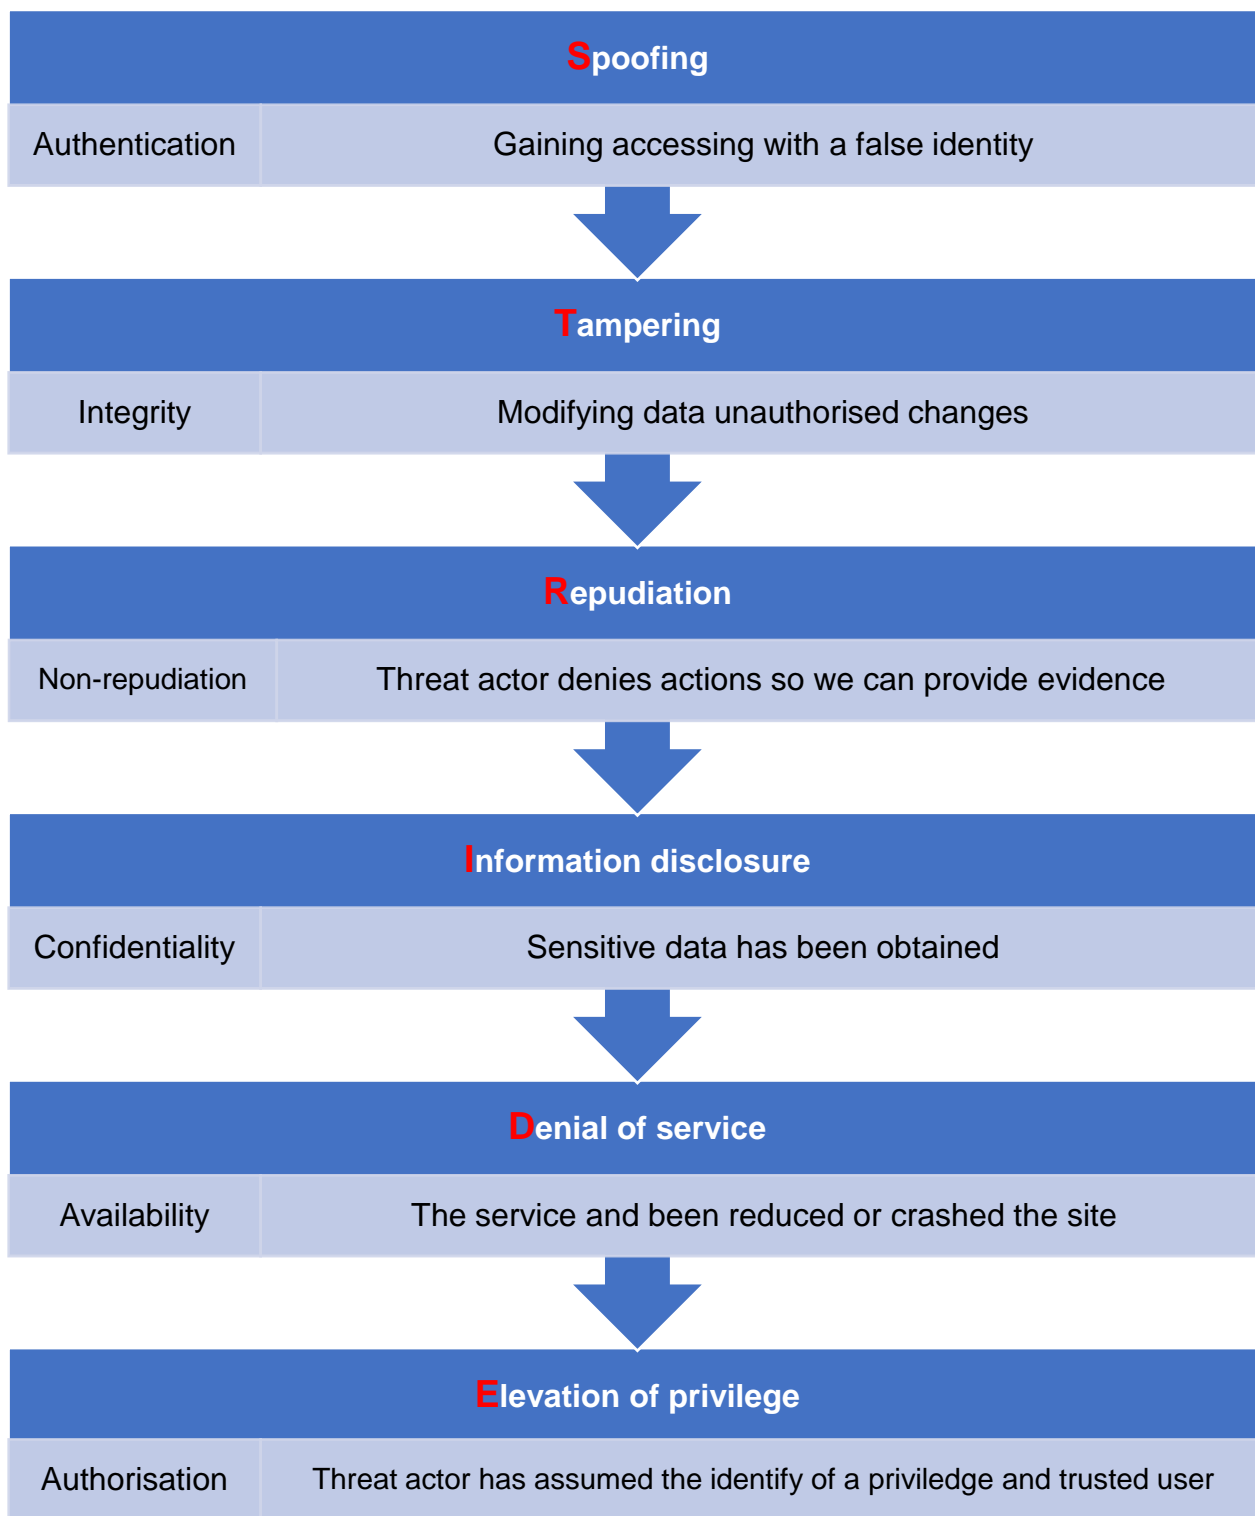 Spoofing
Authentication
Gaining accessing with a false identity
Tampering
Integrity
Modifying data unauthorised changes
Repudiation
Non-repudiation
Threat actor denies actions so we can provide evidence
Information disclosure
Confidentiality
Sensitive data has been obtained
Denial of service
Availability
The service and been reduced or crashed the site
Elevation of privilege
Authorisation
Threat actor has assumed the identify of a priviledge and trusted user